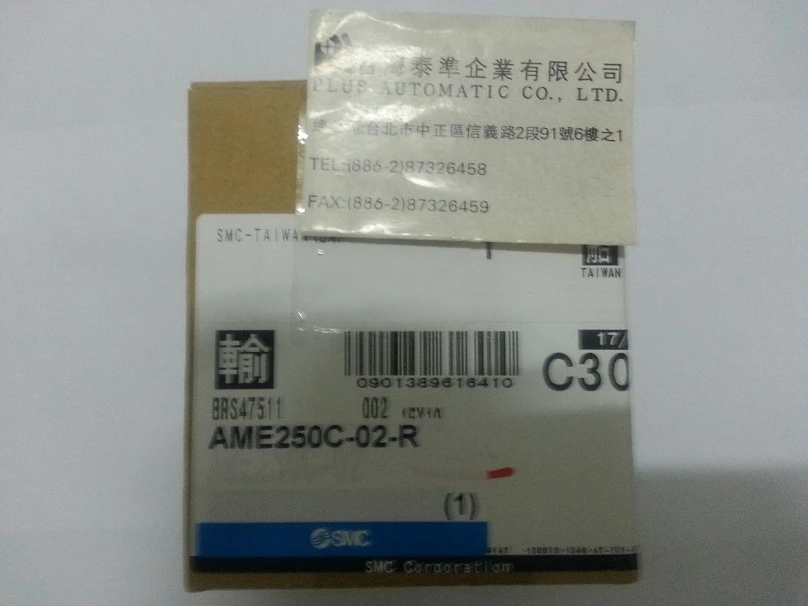 泰準企業有限公司
PLUS AUTOMATIC CO., LTD.
台北市中正區信義路2段91號6樓之1
TEL:(886-2)87326458
FAX:(886-2)87326459
SMC-TAIWAN
船
TAIWAN
輸
0901389616410
17/
C30
BRS47511 002
AME250C-02-R
(1)
SMC
SMC Corporation